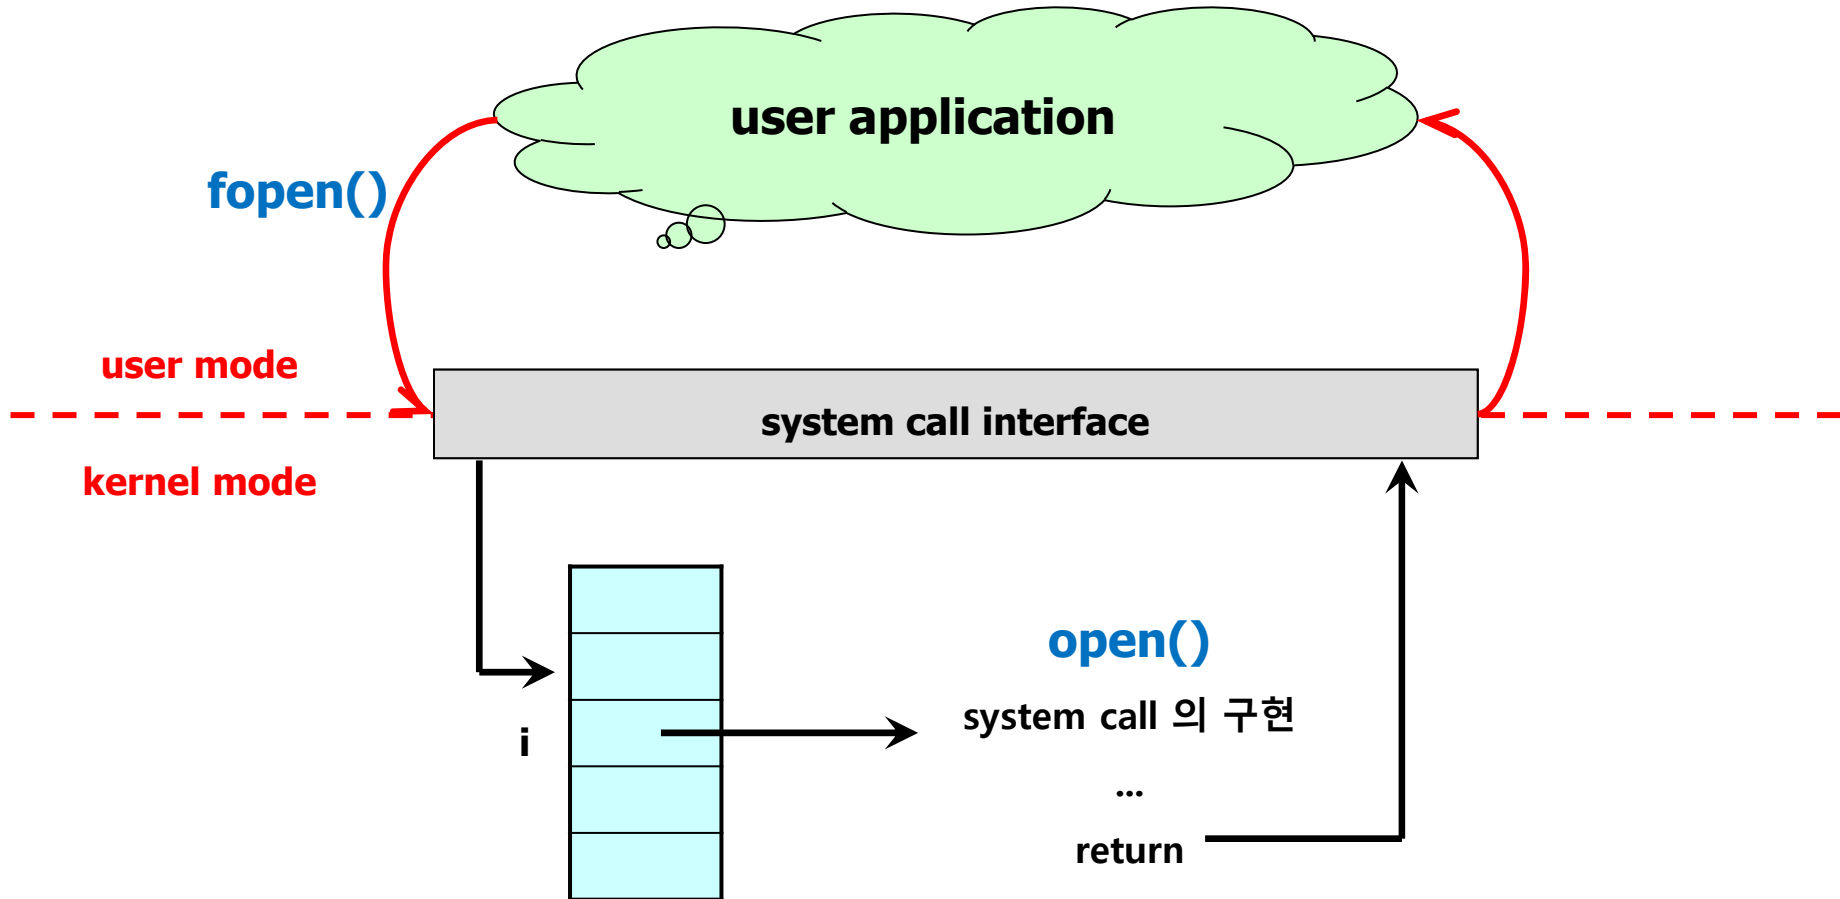 user application
fopen()
user mode
system call interface
kernel mode
open()
system call 의 구현
i
...
return